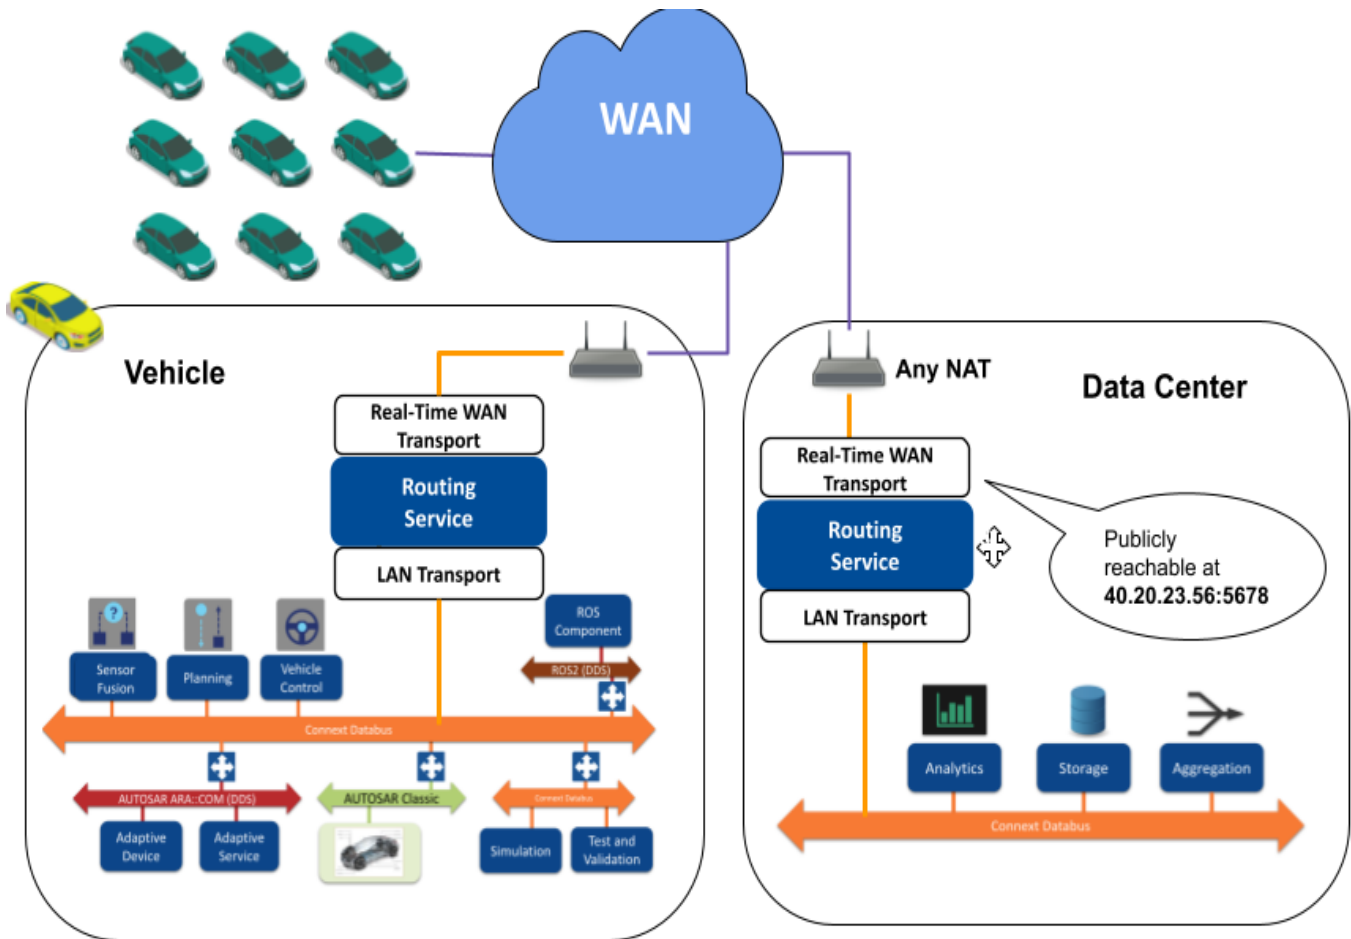 WAN
Vehicle
Any NAT
Data Center
Real-Time WAN
Transport
Routing
Service
LAN Transport
Real-Time WAN
Transport
Routing
Service
LAN Transport
Publicly
reachable at
40.20.23.56:5678
?
Sensor
Fusion
Planning
Vehicle
Control
ROS
Component
ROS2 (DDS)
Connext Databus
AUTOSAR ARA::COM (DDS)
AUTOSAR Classic
Connext Databus
Adaptive
Device
Adaptive
Service
Simulation
Test and
Validation
Analytics
Storage
Aggregation
Connext Databus